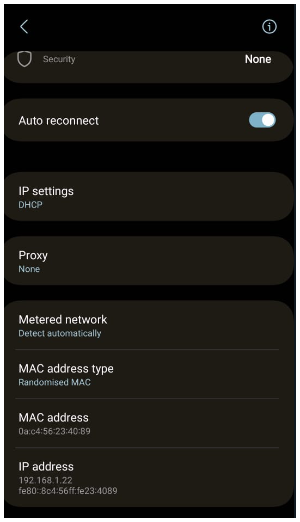 Security
None
Auto reconnect
IP settings
DHCP
Proxy
None
Metered network
Detect automatically
MAC address type
Randomised MAC
MAC address
0a:c4:56:23:40:89
IP address
192.168.1.22
fe80::8c4:56ff:fe23:4089